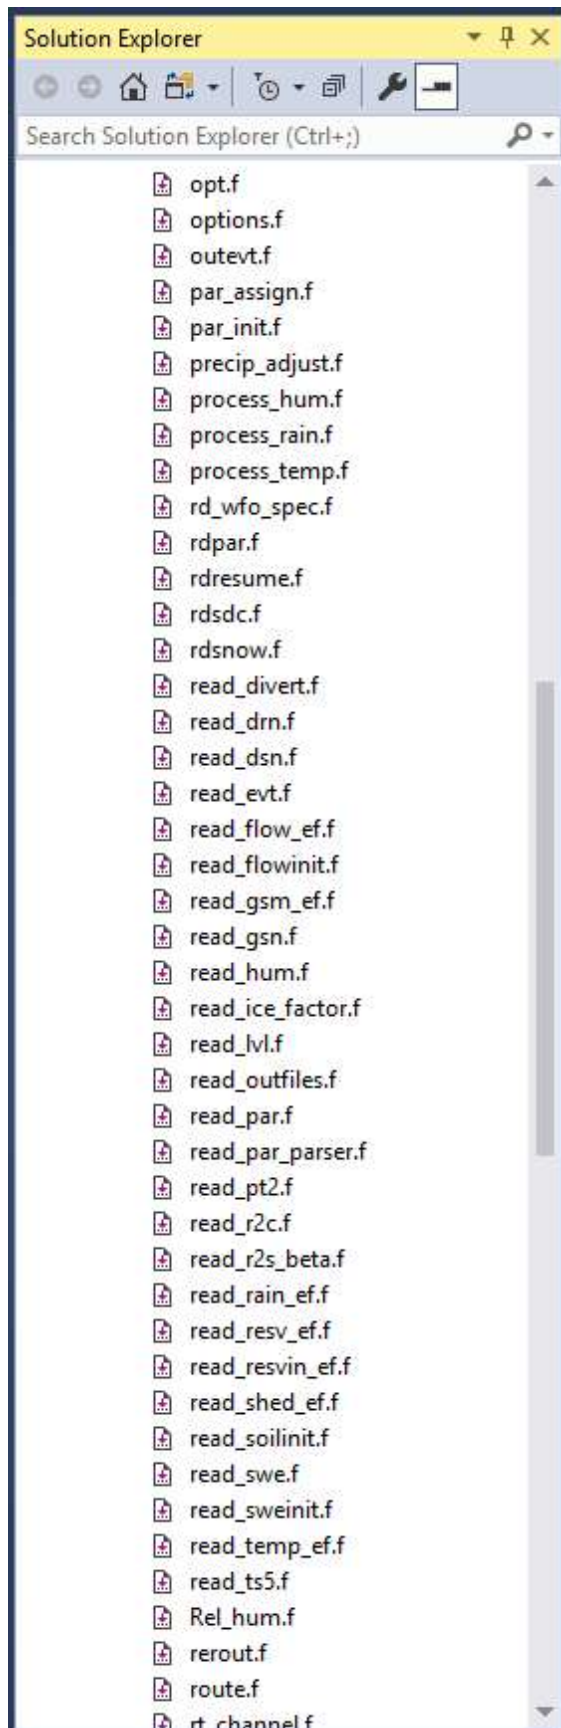 Solution Explorer
Search Solution Explorer (Ctrl+;)
opt.f
options.f
outevt.f
par_assign.f
par_init.f
precip_adjust.f
process_hum.f
process_rain.f
process_temp.f
rd_wfo_spec.f
rdpar.f
rdresume.f
rdsdc.f
rdsnow.f
read_divert.f
read_drn.f
read_dsn.f
read_evt.f
read_flow_ef.f
read_flowinit.f
read_gsm_ef.f
read_gsn.f
read_hum.f
read_ice_factor.f
read_lvl.f
read_outfiles.f
read_par.f
read_par_parser.f
read_pt2.f
read_r2c.f
read_r2s_beta.f
read_rain_ef.f
read_resv_ef.f
read_resvin_ef.f
read_shed_ef.f
read_soilinit.f
read_swe.f
read_sweinit.f
read_temp_ef.f
read_ts5.f
Rel_hum.f
rerout.f
route.f
rt_channel.f